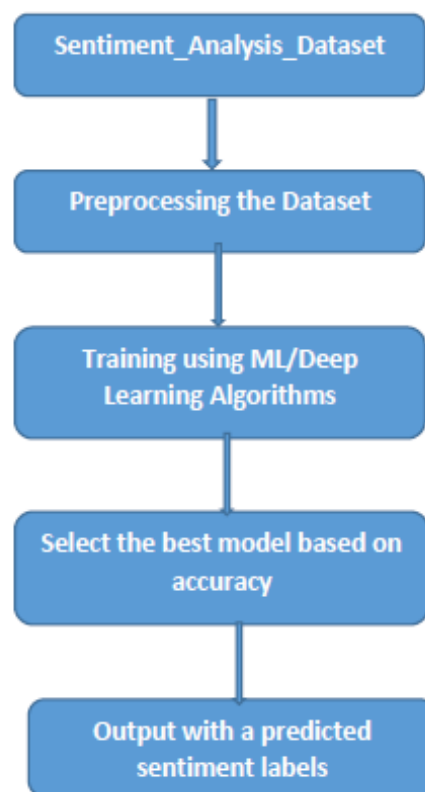 Sentiment_Analysis_Dataset
Preprocessing the Dataset
Training using ML/Deep
Learning Algorithms
Select the best model based on
accuracy
Output with a predicted
sentiment labels